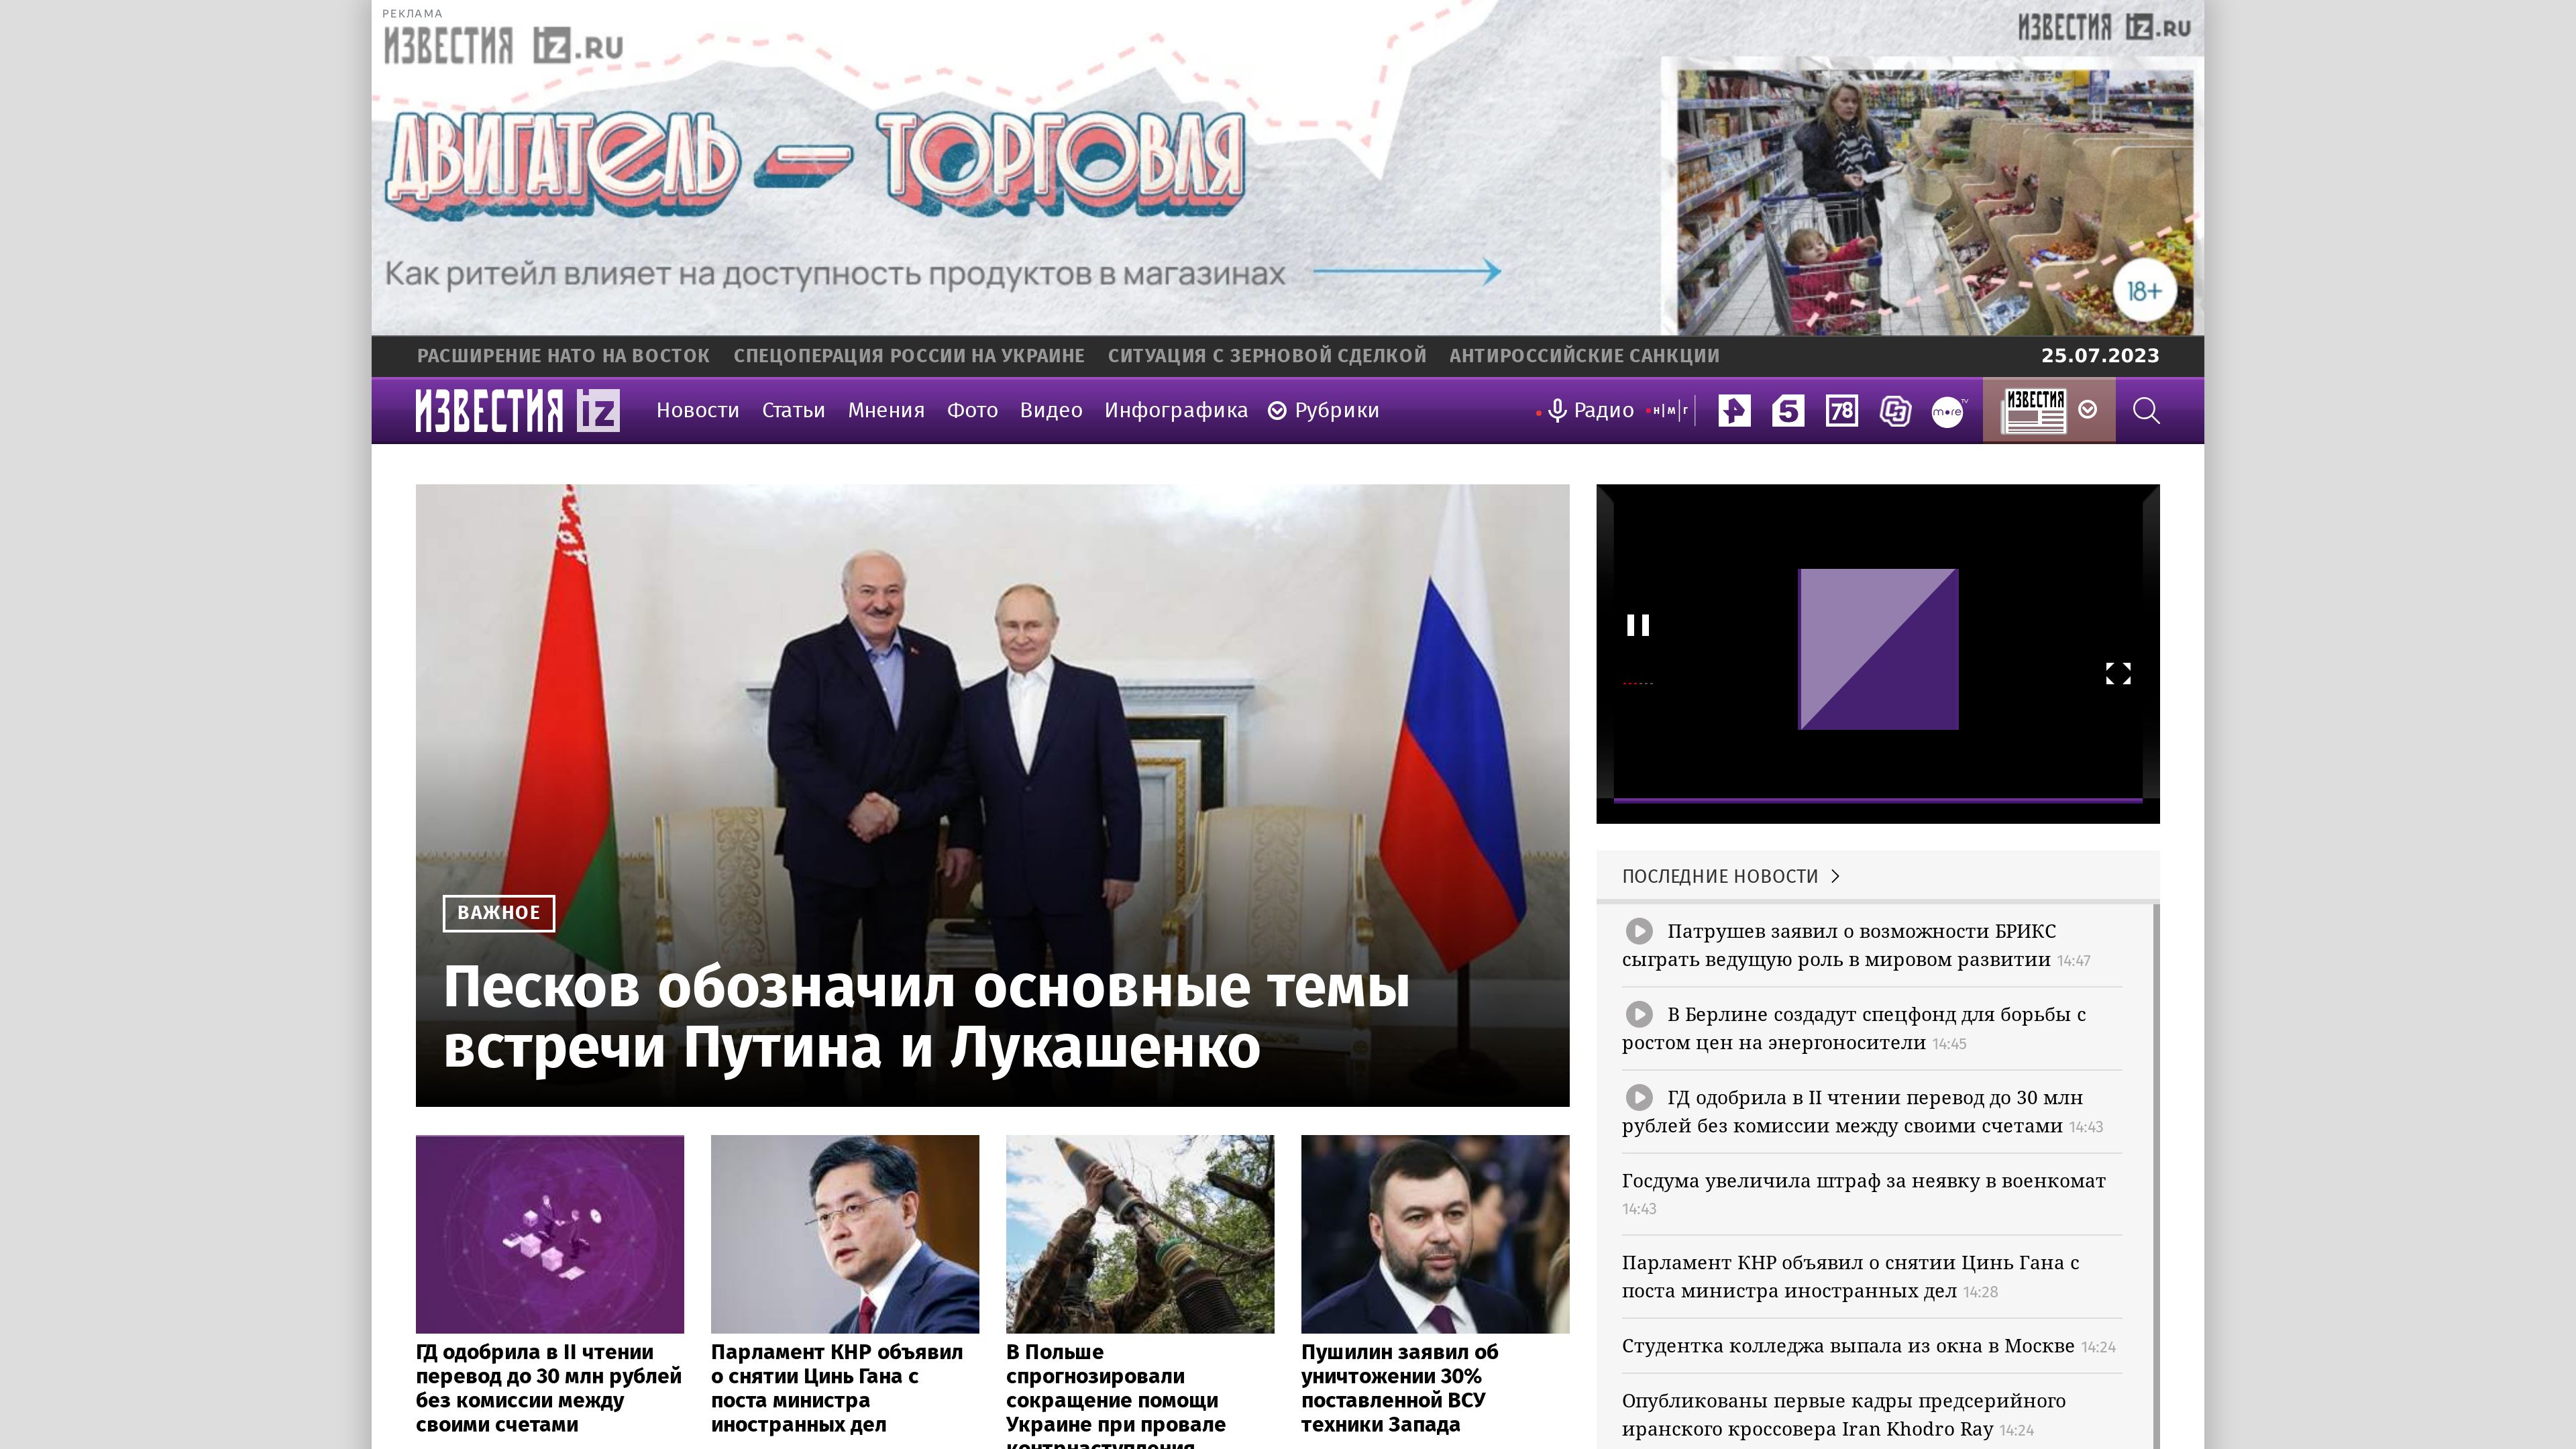 РЕКЛАМА
ИЗВЕСТИЯ iz.RU
ИЗВЕСТИЯ iz.RU
ДВИГАТЕЛЬ — ТОРГОВЛЯ
Как ритейл влияет на доступность продуктов в магазинах
18+
РАСШИРЕНИЕ НАТО НА ВОСТОК СПЕЦОПЕРАЦИЯ РОССИИ НА УКРАИНЕ СИТУАЦИЯ С ЗЕРНОВОЙ СДЕЛКОЙ АНТИРОССИЙСКИЕ САНКЦИИ 25.07.2023
ИЗВЕСТИЯ iz Новости Статьи Мнения Фото Видео Инфографика Рубрики Радио Н|М|Г 5 78 more TV ИЗВЕСТИЯ
ВАЖНОЕ
Песков обозначил основные темы
встречи Путина и Лукашенко
ГД одобрила в II чтении
перевод до 30 млн рублей
без комиссии между
своими счетами
Парламент КНР объявил
о снятии Цинь Гана с
поста министра
иностранных дел
В Польше
спрогнозировали
сокращение помощи
Украине при провале
контрнаступления
Пушилин заявил об
уничтожении 30%
поставленной ВСУ
техники Запада
ПОСЛЕДНИЕ НОВОСТИ
Патрушев заявил о возможности БРИКС
сыграть ведущую роль в мировом развитии 14:47
В Берлине создадут спецфонд для борьбы с
ростом цен на энергоносители 14:45
ГД одобрила в II чтении перевод до 30 млн
рублей без комиссии между своими счетами 14:43
Госдума увеличила штраф за неявку в военкомат
14:43
Парламент КНР объявил о снятии Цинь Гана с
поста министра иностранных дел 14:28
Студентка колледжа выпала из окна в Москве 14:24
Опубликованы первые кадры предсерийного
иранского кроссовера Iran Khodro Ray 14:24